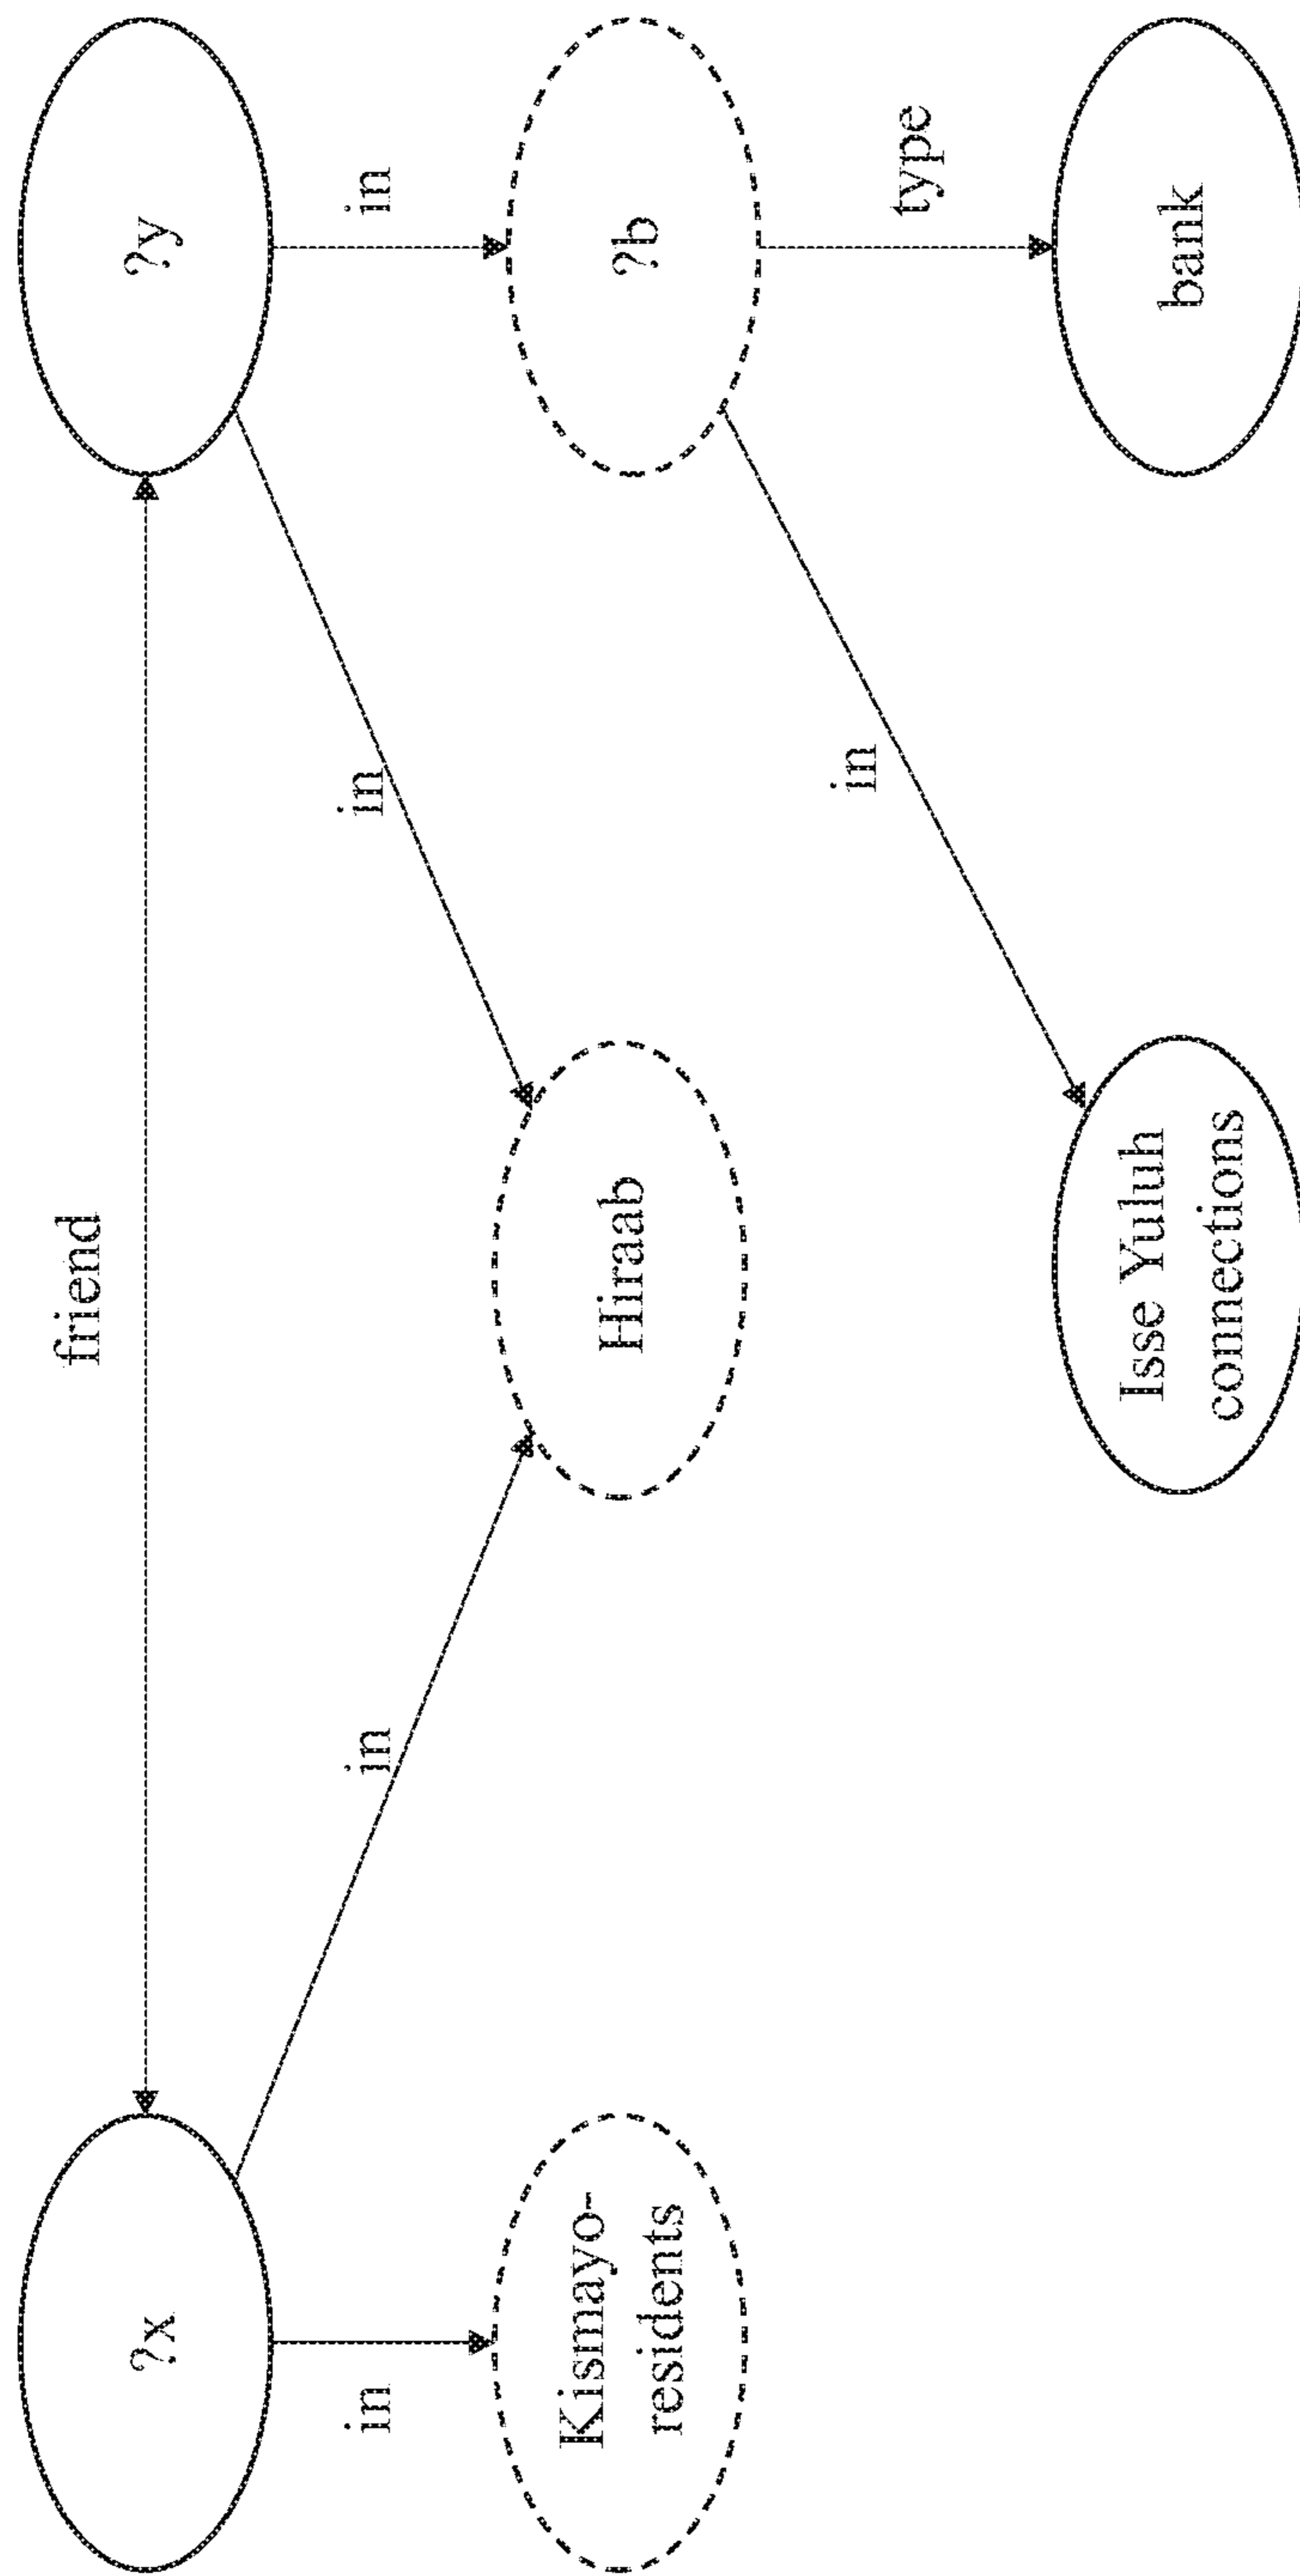 friend
?x
?y
in
in
in
in
Kismayo-
residents
Hiraab
?b
in
type
Isse Yuluh
connections
bank